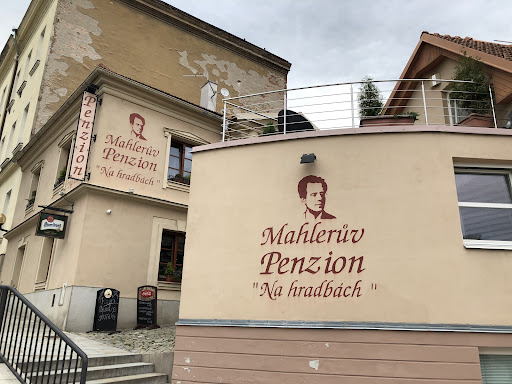 Penzion
Mahlerův
Penzion
"Na hradbách"
Mahlerův
Penzion
"Na hradbách "